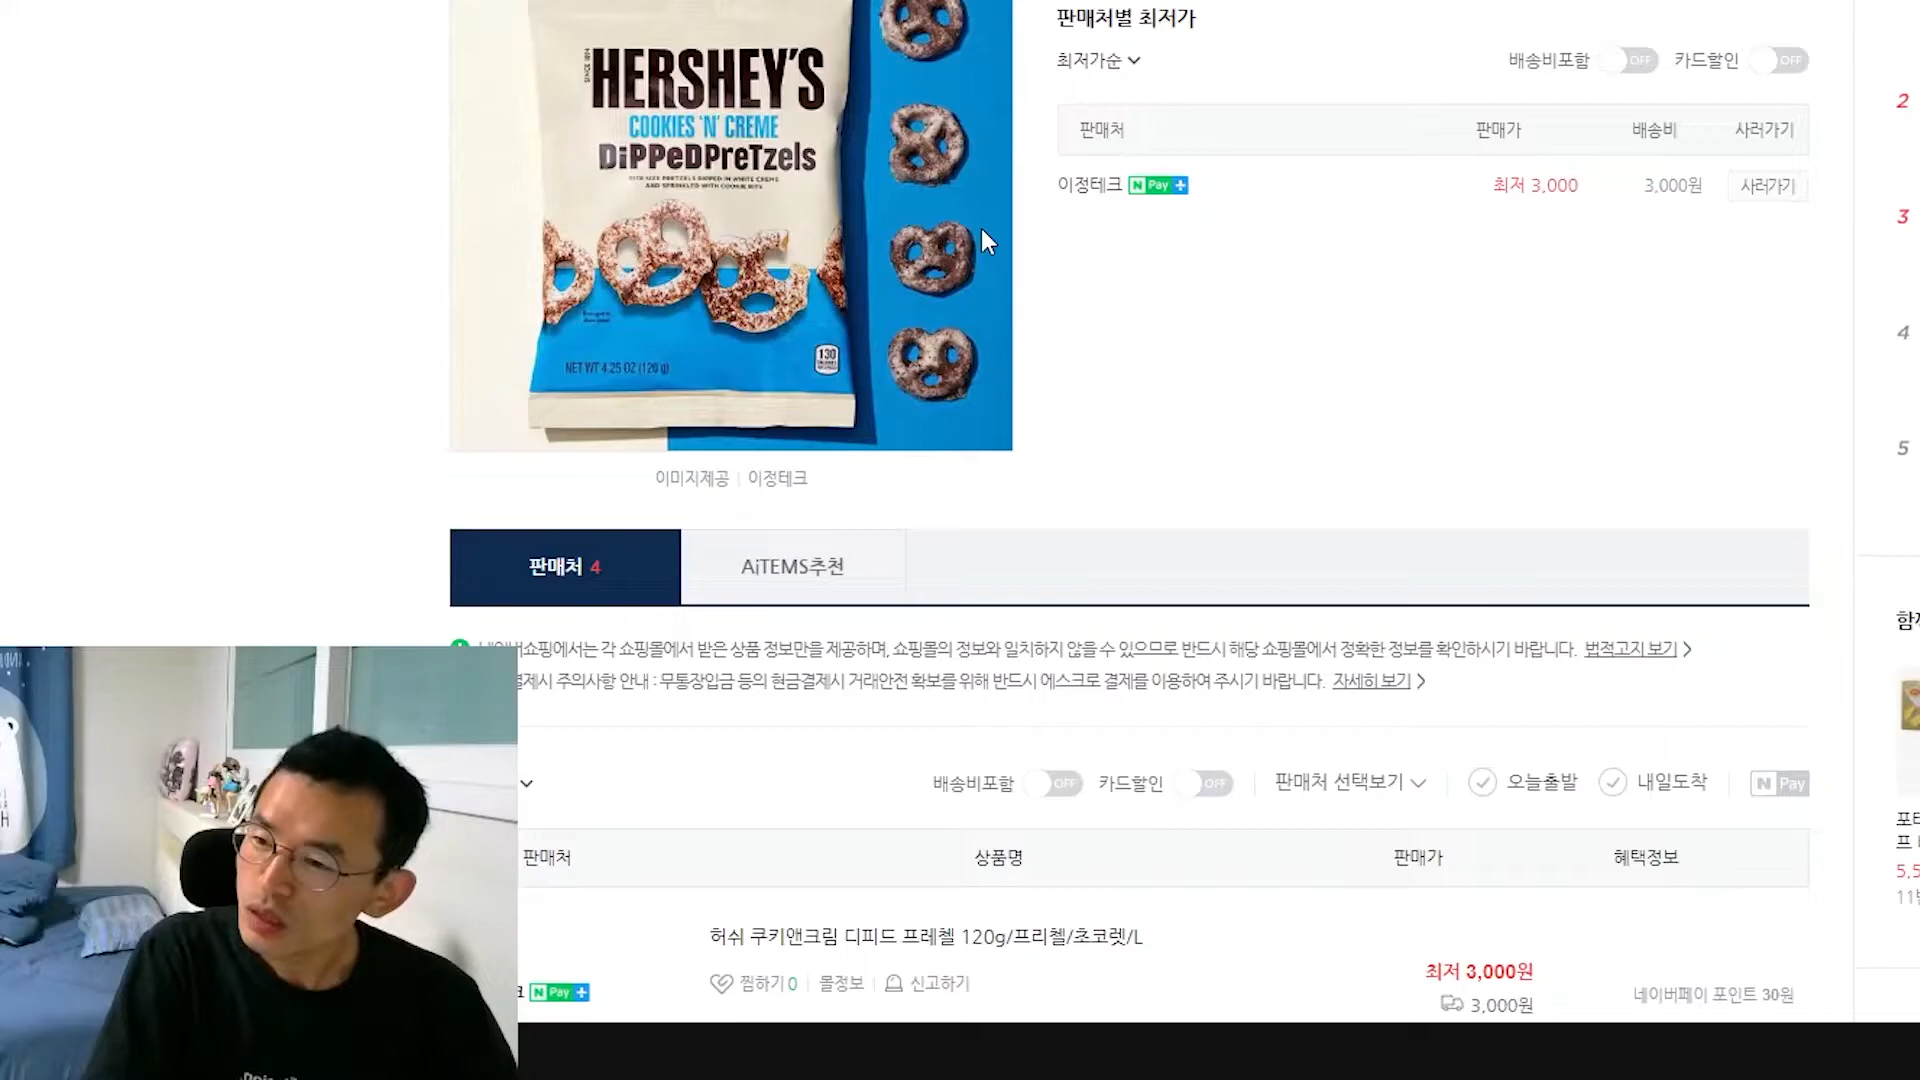 HERSHEY'S
COOKIES 'N' CREME
DiPPeDPreTzels
BITE SIZE PRETZELS DIPPED IN WHITE CREME
AND SPRINKLED WITH COOKIE BITS
NET WT 4.25 OZ (120 g)
130
이미지제공 | 이정테크
판매처별 최저가
최저가순
배송비포함 OFF 카드할인 OFF
판매처 판매가 배송비 사러가기
이정테크 N Pay + 최저 3,000 3,000원 사러가기
2
3
4
5
판매처 4 AiTEMS추천
쇼핑에서는 각 쇼핑몰에서 받은 상품 정보만을 제공하며, 쇼핑몰의 정보와 일치하지 않을 수 있으므로 반드시 해당 쇼핑몰에서 정확한 정보를 확인하시기 바랍니다. 법적고지 보기 >
결제시 주의사항 안내 : 무통장입금 등의 현금결제시 거래안전 확보를 위해 반드시 에스크로 결제를 이용하여 주시기 바랍니다. 자세히 보기 >
배송비포함 OFF 카드할인 OFF 판매처 선택보기 오늘출발 내일도착 N Pay
판매처 상품명 판매가 혜택정보
허쉬 쿠키앤크림 디피드 프레첼 120g/프리첼/초코렛/L
찜하기 0 | 몰정보 | 신고하기
N Pay +
최저 3,000원
3,000원
네이버페이 포인트 30원